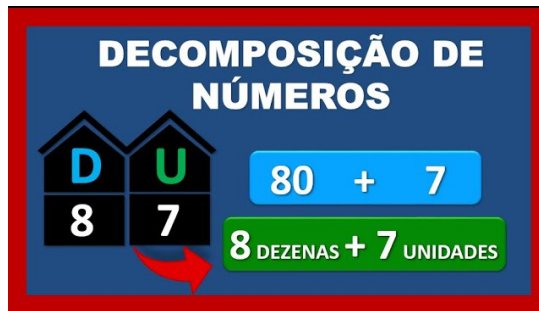 DECOMPOSIÇÃO DE
NÚMEROS
D U
8 7
80 + 7
8 DEZENAS + 7 UNIDADES